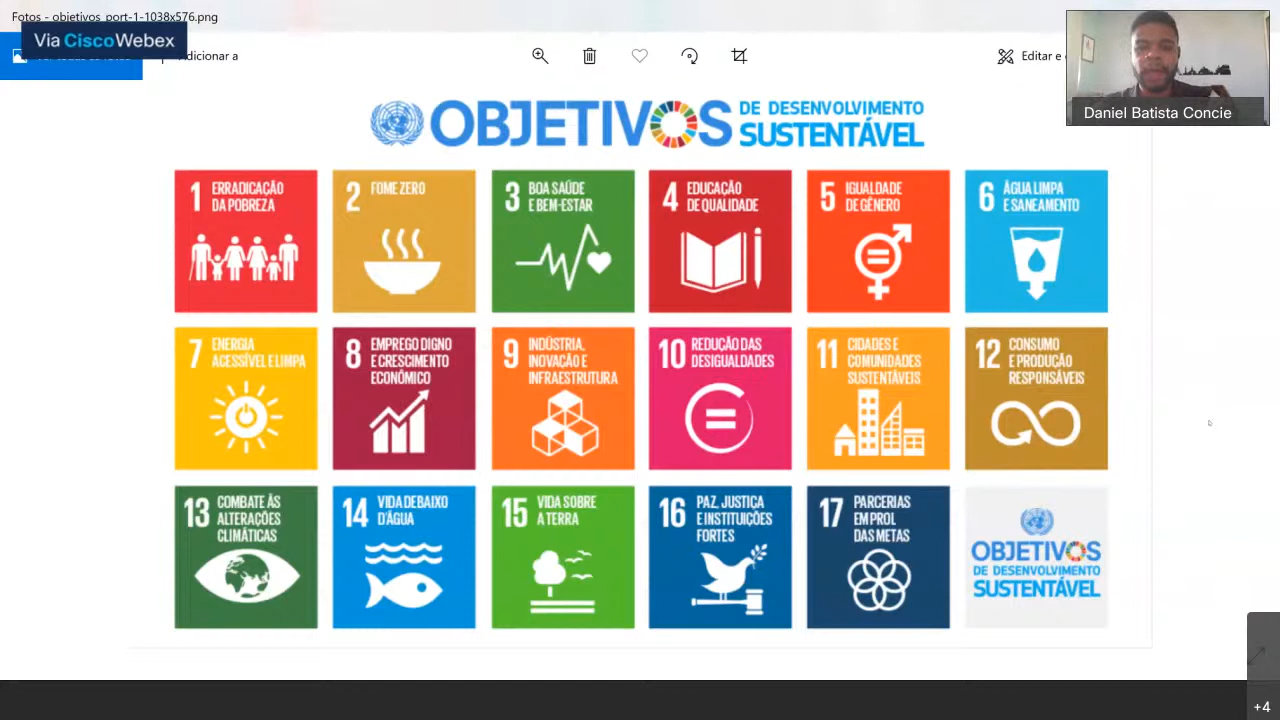 Fotos - objetivos_port-1-1038x576.png
Via CiscoWebex
Adicionar a
Editar e
Daniel Batista Concie
OBJETIVOS DE DESENVOLVIMENTO
SUSTENTÁVEL
1 ERRADICAÇÃO
DA POBREZA
2 FOME ZERO
3 BOA SAÚDE
E BEM-ESTAR
4 EDUCAÇÃO
DE QUALIDADE
5 IGUALDADE
DE GÊNERO
6 ÁGUA LIMPA
E SANEAMENTO
7 ENERGIA
ACESSÍVEL E LIMPA
8 EMPREGO DIGNO
E CRESCIMENTO
ECONÔMICO
9 INDÚSTRIA,
INOVAÇÃO E
INFRAESTRUTURA
10 REDUÇÃO DAS
DESIGUALDADES
11 CIDADES E
COMUNIDADES
SUSTENTÁVEIS
12 CONSUMO
E PRODUÇÃO
RESPONSÁVEIS
13 COMBATE ÀS
ALTERAÇÕES
CLIMÁTICAS
14 VIDA DEBAIXO
D'ÁGUA
15 VIDA SOBRE
A TERRA
16 PAZ, JUSTIÇA
E INSTITUIÇÕES
FORTES
17 PARCERIAS
EM PROL
DAS METAS
OBJETIVOS
DE DESENVOLVIMENTO
SUSTENTÁVEL
+4